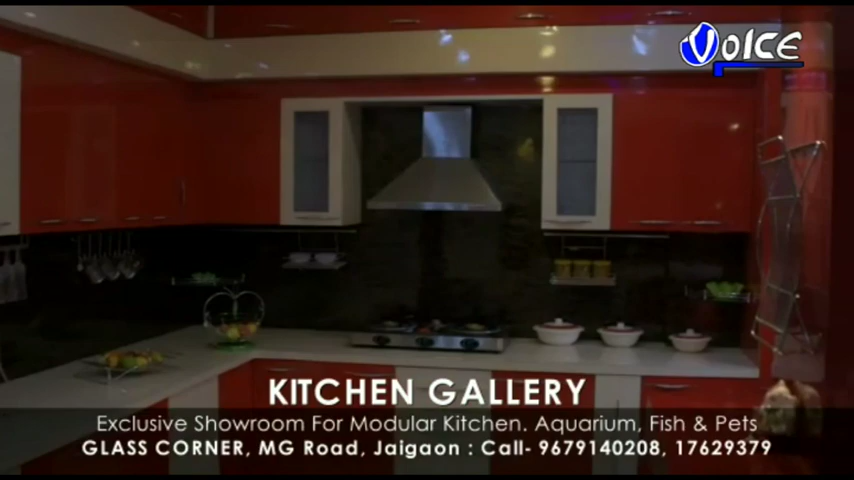 VOICE
KITCHEN GALLERY
Exclusive Showroom For Modular Kitchen. Aquarium, Fish & Pets
GLASS CORNER, MG Road, Jaigaon : Call- 9679140208, 17629379